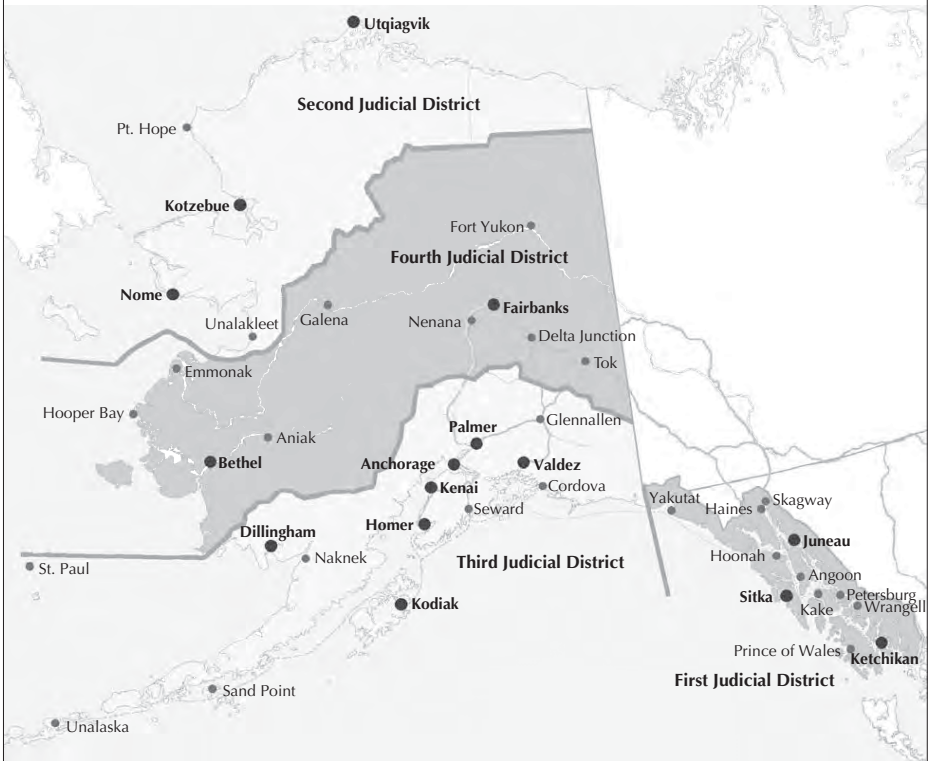 Utqiagvik
Second Judicial District
Pt. Hope
Kotzebue
Fort Yukon
Fourth Judicial District
Nome
Galena
Fairbanks
Unalakleet
Nenana
Delta Junction
Tok
Emmonak
Hooper Bay
Glennallen
Palmer
Aniak
Bethel
Anchorage
Valdez
Kenai
Cordova
Yakutat
Skagway
Haines
Seward
Homer
Dillingham
Juneau
Naknek
Hoonah
Third Judicial District
St. Paul
Angoon
Sitka
Petersburg
Kake
Wrangell
Kodiak
Prince of Wales
Ketchikan
First Judicial District
Sand Point
Unalaska